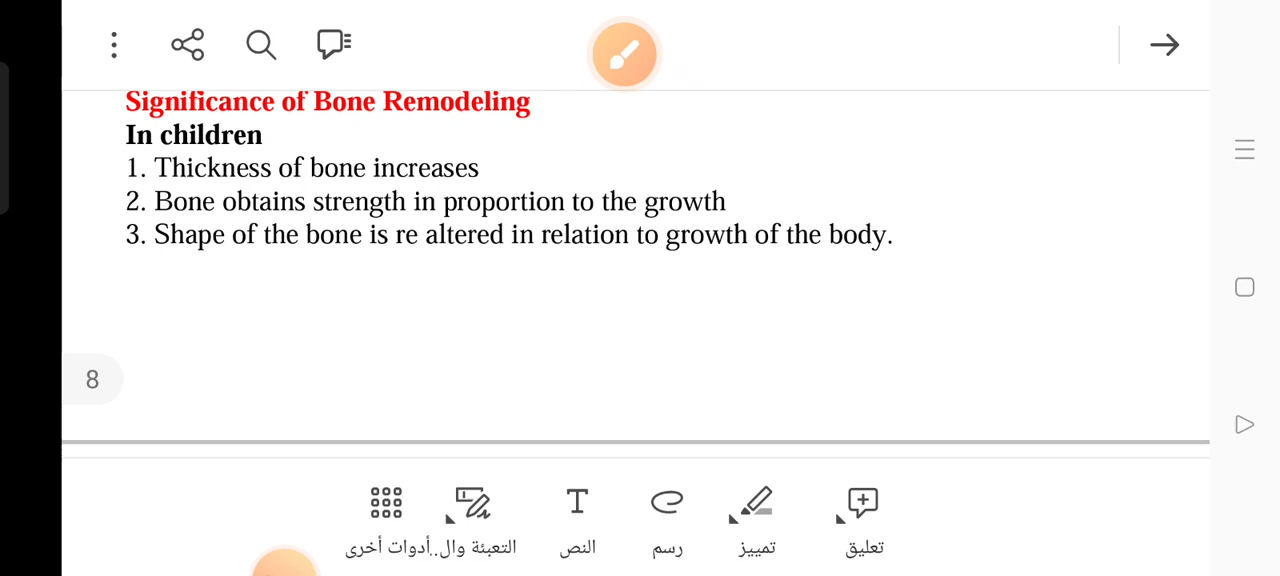 Significance of Bone Remodeling
In children
1. Thickness of bone increases
2. Bone obtains strength in proportion to the growth
3. Shape of the bone is re altered in relation to growth of the body.
8
تعليق
تمييز
رسم
النص
التعبئة وال..
أدوات أخرى